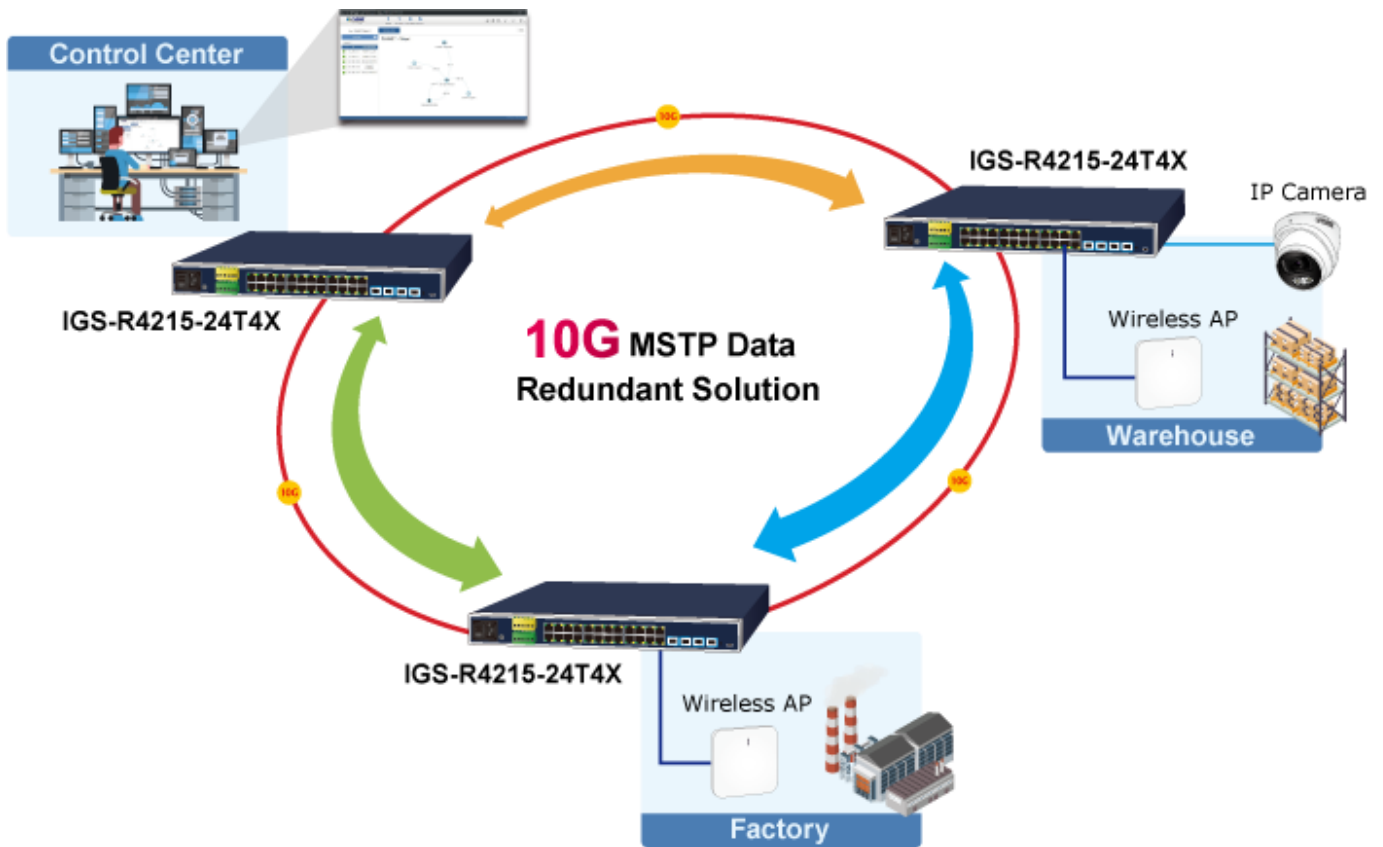 Control Center
10G
IGS-R4215-24T4X
IP Camera
IGS-R4215-24T4X
Wireless AP
10G MSTP Data
Redundant Solution
Warehouse
10G
10G
IGS-R4215-24T4X
Wireless AP
Factory